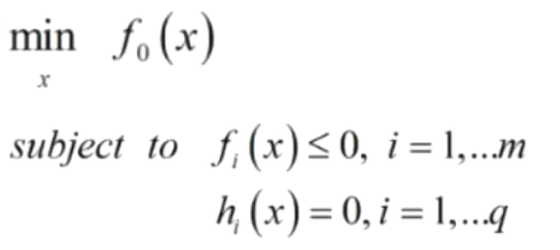 min f₀(x)
x
subject to fᵢ(x) ≤ 0, i = 1,...m
hᵢ(x) = 0, i = 1,...q